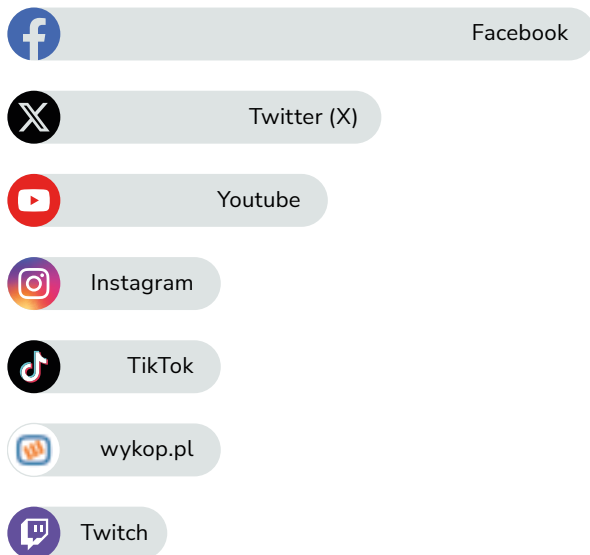 Facebook
Twitter (X)
Youtube
Instagram
TikTok
wykop.pl
Twitch